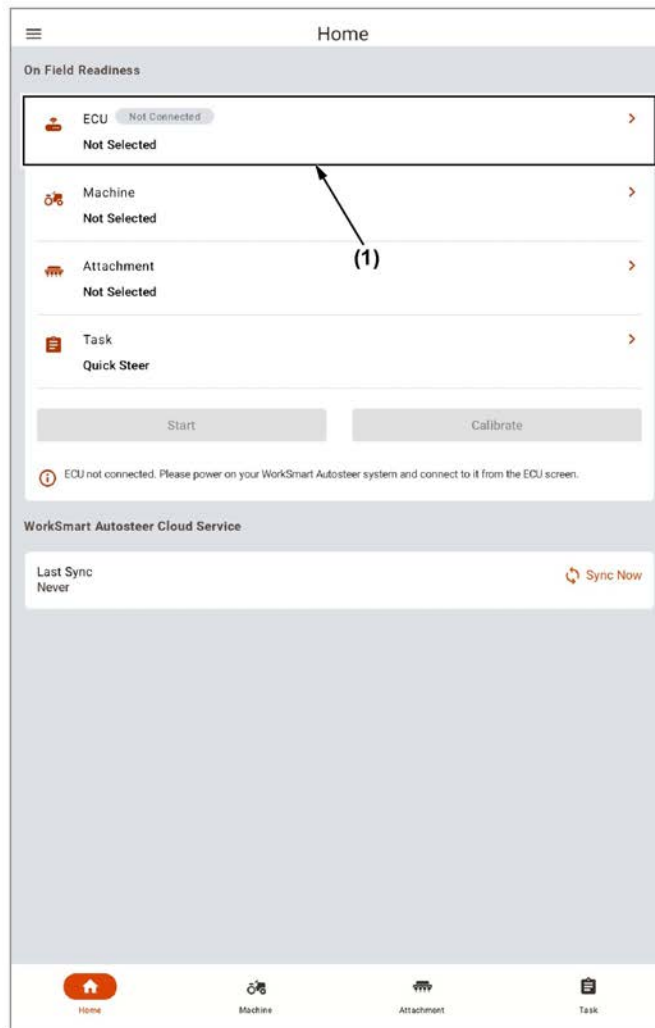 Home
On Field Readiness
ECU Not Connected
Not Selected
Machine
Not Selected
(1)
Attachment
Not Selected
Task
Quick Steer
Start
Calibrate
ECU not connected. Please power on your WorkSmart Autosteer system and connect to it from the ECU screen.
WorkSmart Autosteer Cloud Service
Last Sync
Never
Sync Now
Home
Machine
Attachment
Task